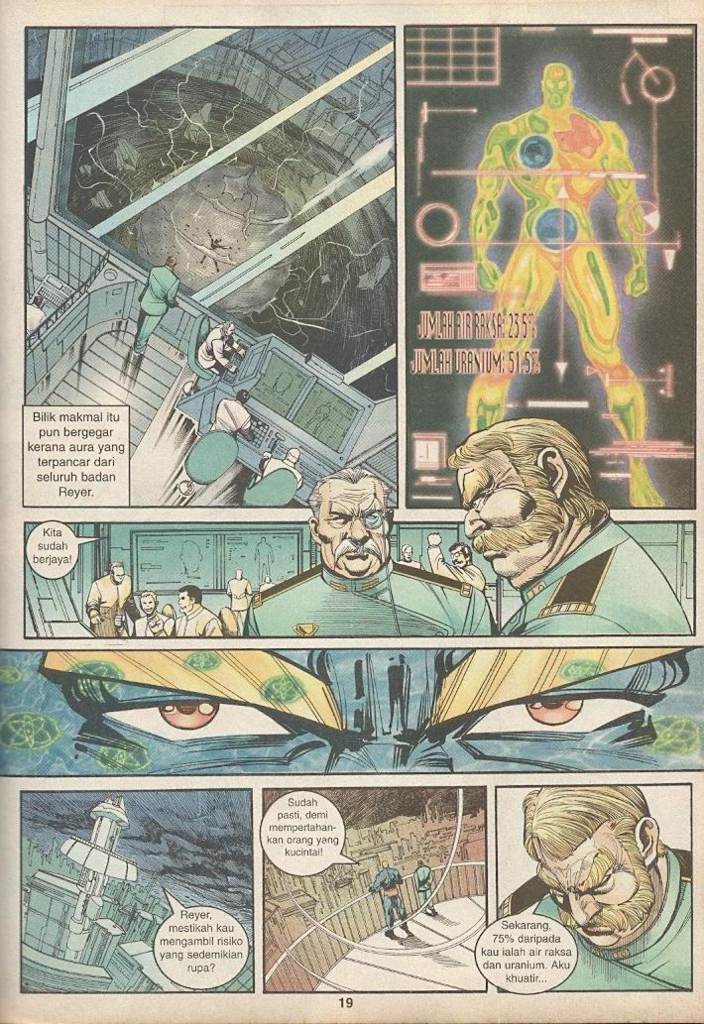 JUMLAH AIR RAKSA: 23.5%
JUMLAH URANIUM: 51.5%
Bilik makmal itu
pun bergegar
kerana aura yang
terpancar dari
seluruh badan
Reyer.
Kita
sudah
berjaya!
Reyer,
mestikah kau
mengambil risiko
yang sedemikian
rupa?
Sudah
pasti, demi
mempertahan-
kan orang yang
kucintai!
Sekarang,
75% daripada
kau ialah air raksa
dan uranium. Aku
khuatir...
19